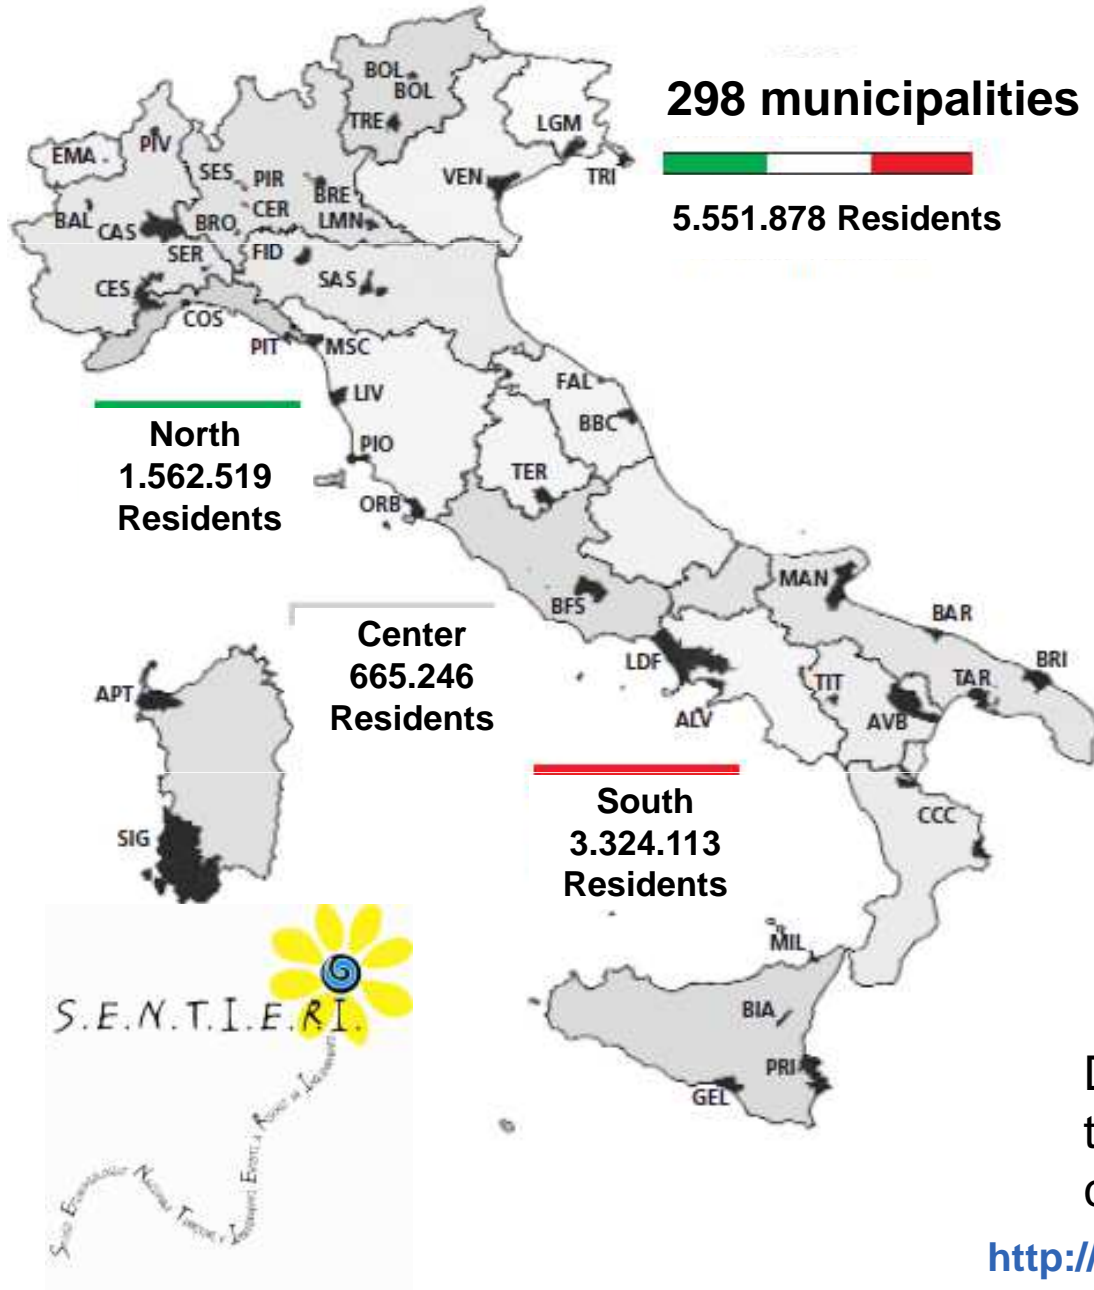 298 municipalities
5.551.878 Residents
BOL
BOL
TRE
LGM
TRI
VEN
EMA
PIV
SES
PIR
BRE
CER
BAL
CAS
BRO
LMN
SER
FID
SAS
CES
COS
PIT
MSC
LIV
FAL
BBC
PIO
TER
ORB
North
1.562.519
Residents
MAN
BFS
BAR
Center
665.246
Residents
LDF
BRI
TAR
TIT
APT
ALV
AVB
South
3.324.113
Residents
CCC
SIG
MIL
BIA
PRI
GEL
S.E.N.T.I.E.R.I.
http://